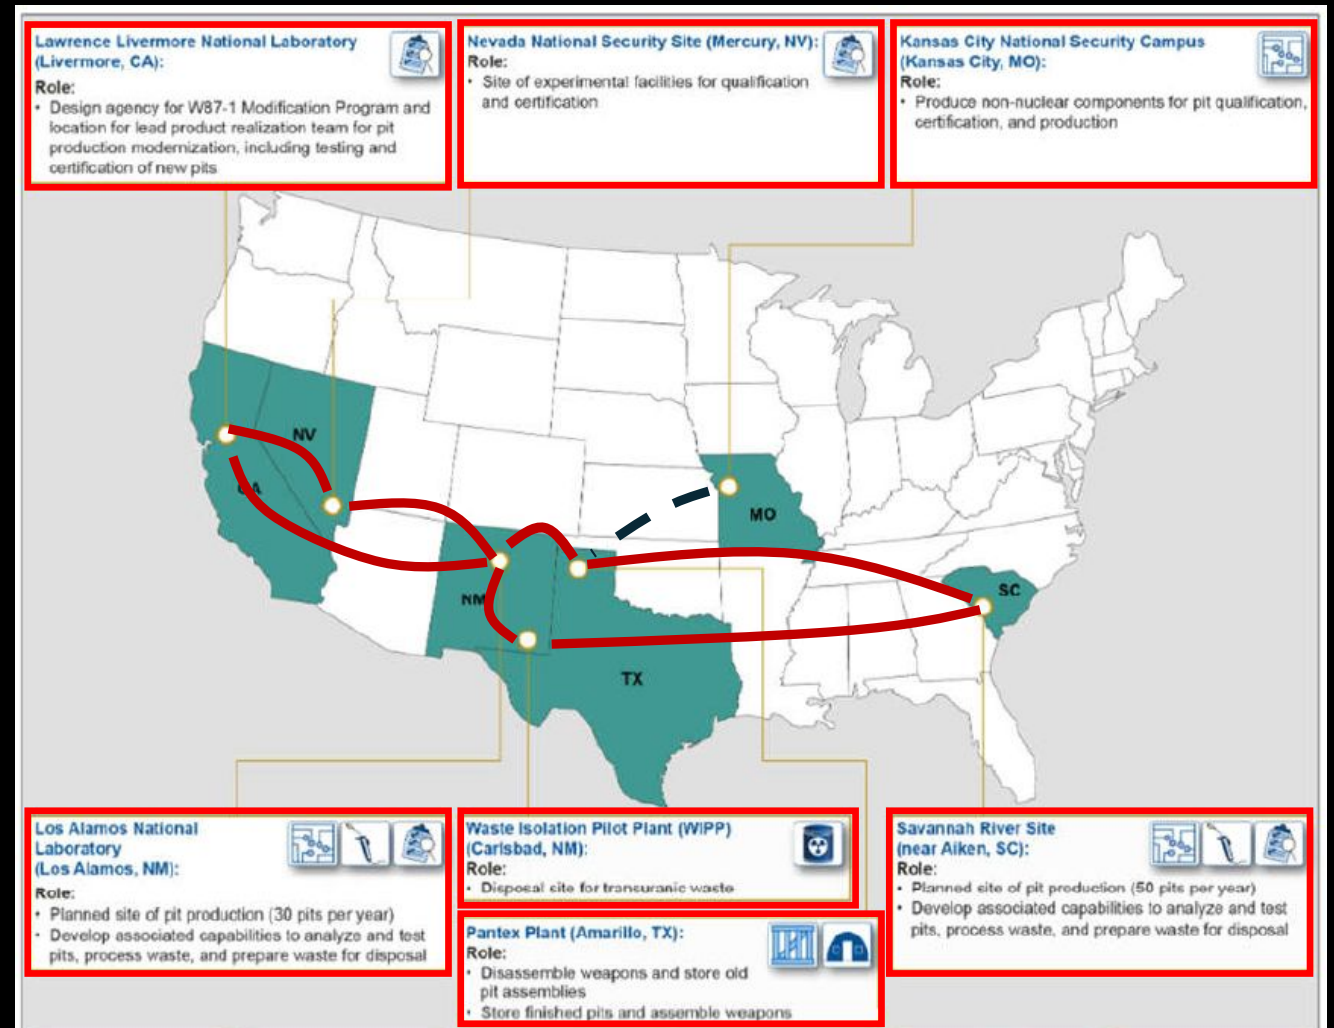 Lawrence Livermore National Laboratory
(Livermore, CA):
Role:
• Design agency for W87-1 Modification Program and
location for lead product realization team for pit
production modernization, including testing and
certification of new pits
Nevada National Security Site (Mercury, NV):
Role:
• Site of experimental facilities for qualification
and certification
Kansas City National Security Campus
(Kansas City, MO):
Role:
• Produce non-nuclear components for pit qualification,
certification, and production
NV
CA
MO
NM
SC
TX
Los Alamos National
Laboratory
(Los Alamos, NM):
Role:
• Planned site of pit production (30 pits per year)
• Develop associated capabilities to analyze and test
pits, process waste, and prepare waste for disposal
Waste Isolation Pilot Plant (WIPP)
(Carlsbad, NM):
Role:
• Disposal site for transuranic waste
Pantex Plant (Amarillo, TX):
Role:
• Disassemble weapons and store old
pit assemblies
• Store finished pits and assemble weapons
Savannah River Site
(near Aiken, SC):
Role:
• Planned site of pit production (50 pits per year)
• Develop associated capabilities to analyze and test
pits, process waste, and prepare waste for disposal